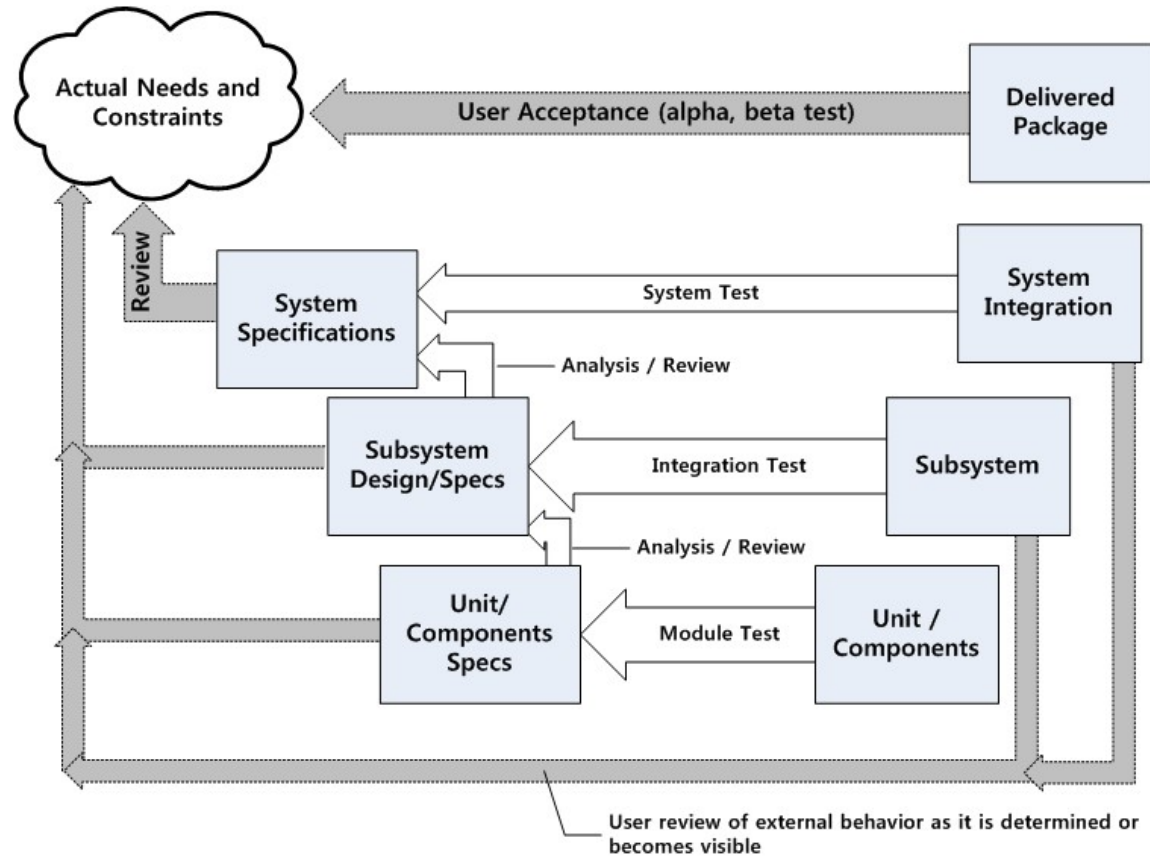 Actual Needs and
Constraints
User Acceptance (alpha, beta test)
Delivered
Package
Review
System
Specifications
System Test
System
Integration
Analysis / Review
Subsystem
Design/Specs
Integration Test
Subsystem
Analysis / Review
Unit/
Components
Specs
Module Test
Unit /
Components
User review of external behavior as it is determined or
becomes visible